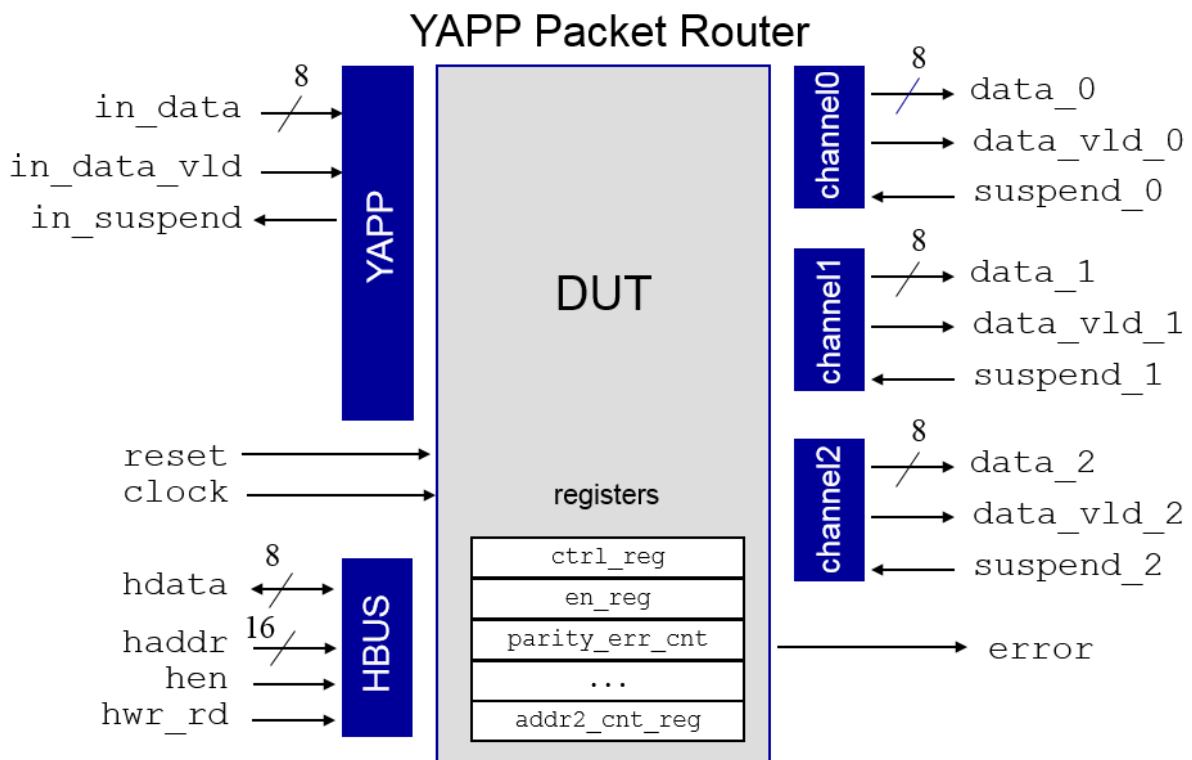 YAPP Packet Router
8
in_data
in_data_vld
in_suspend
YAPP
reset
clock
8
hdata
16
haddr
hen
hwr_rd
HBUS
DUT
registers
ctrl_reg
en_reg
parity_err_cnt
...
addr2_cnt_reg
channel0
8
data_0
data_vld_0
suspend_0
channel1
8
data_1
data_vld_1
suspend_1
channel2
8
data_2
data_vld_2
suspend_2
error